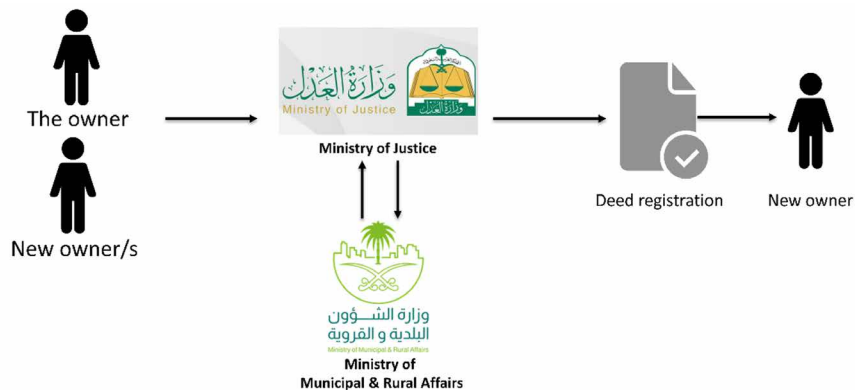 The owner
New owner/s
وزارة العدل
Ministry of Justice
وزارة العدل
Ministry of Justice
وزارة الشؤون
البلدية و القروية
Ministry of Municipal & Rural Affairs
Ministry of
Municipal & Rural Affairs
Deed registration
New owner